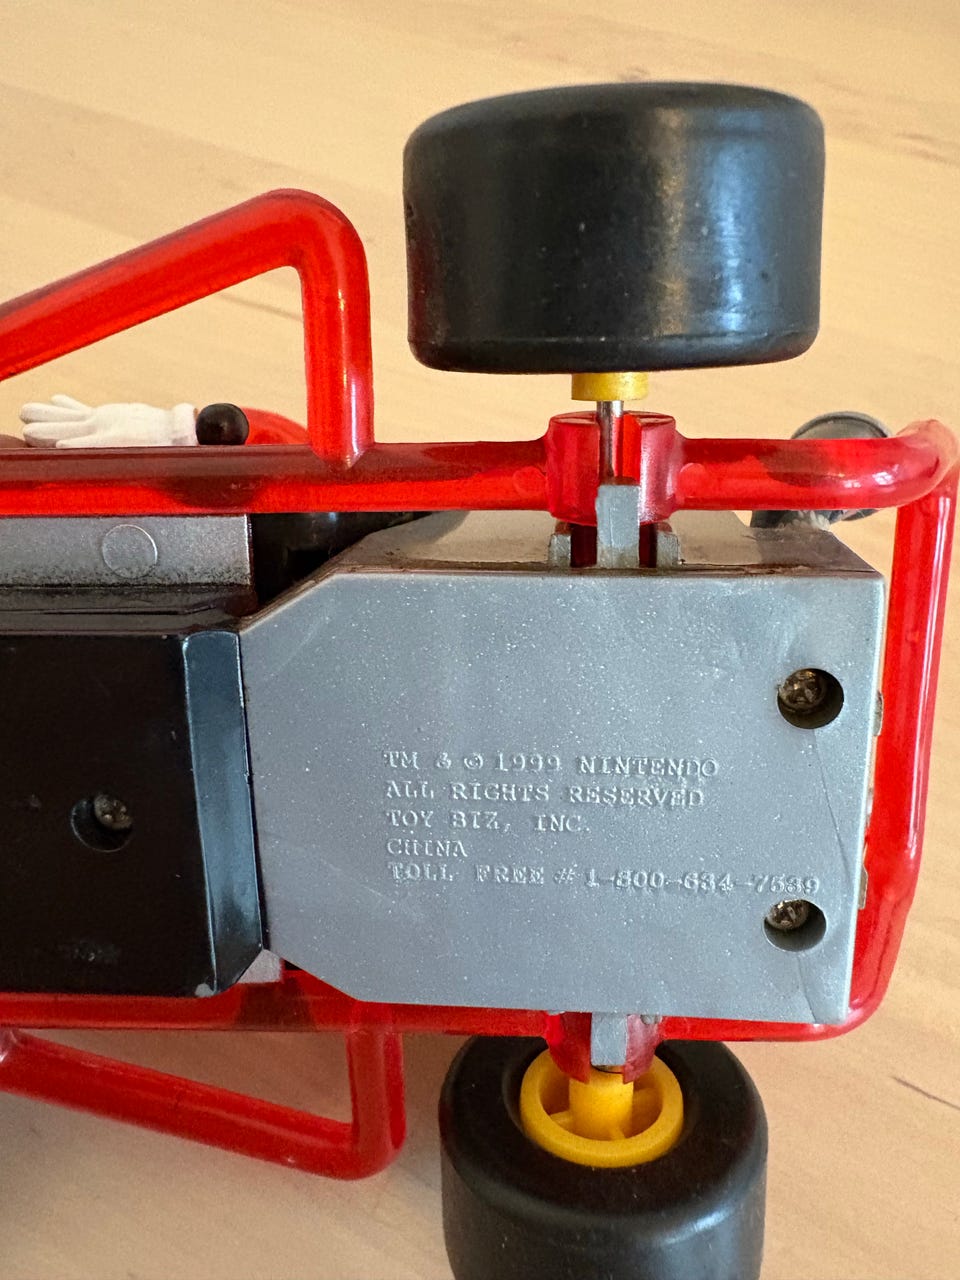 TM & © 1999 NINTENDO
ALL RIGHTS RESERVED
TOY BIZ, INC.
CHINA
TOLL FREE # 1-800-634-7539